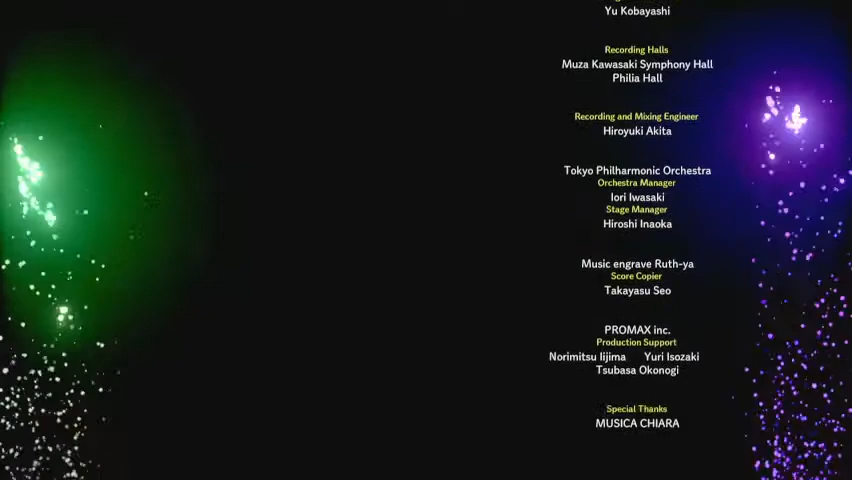 Yu Kobayashi
Recording Halls
Muza Kawasaki Symphony Hall
Philia Hall
Recording and Mixing Engineer
Hiroyuki Akita
Tokyo Philharmonic Orchestra
Orchestra Manager
Iori Iwasaki
Stage Manager
Hiroshi Inaoka
Music engrave Ruth-ya
Score Copier
Takayasu Seo
PROMAX inc.
Production Support
Norimitsu Iijima Yuri Isozaki
Tsubasa Okonogi
Special Thanks
MUSICA CHIARA